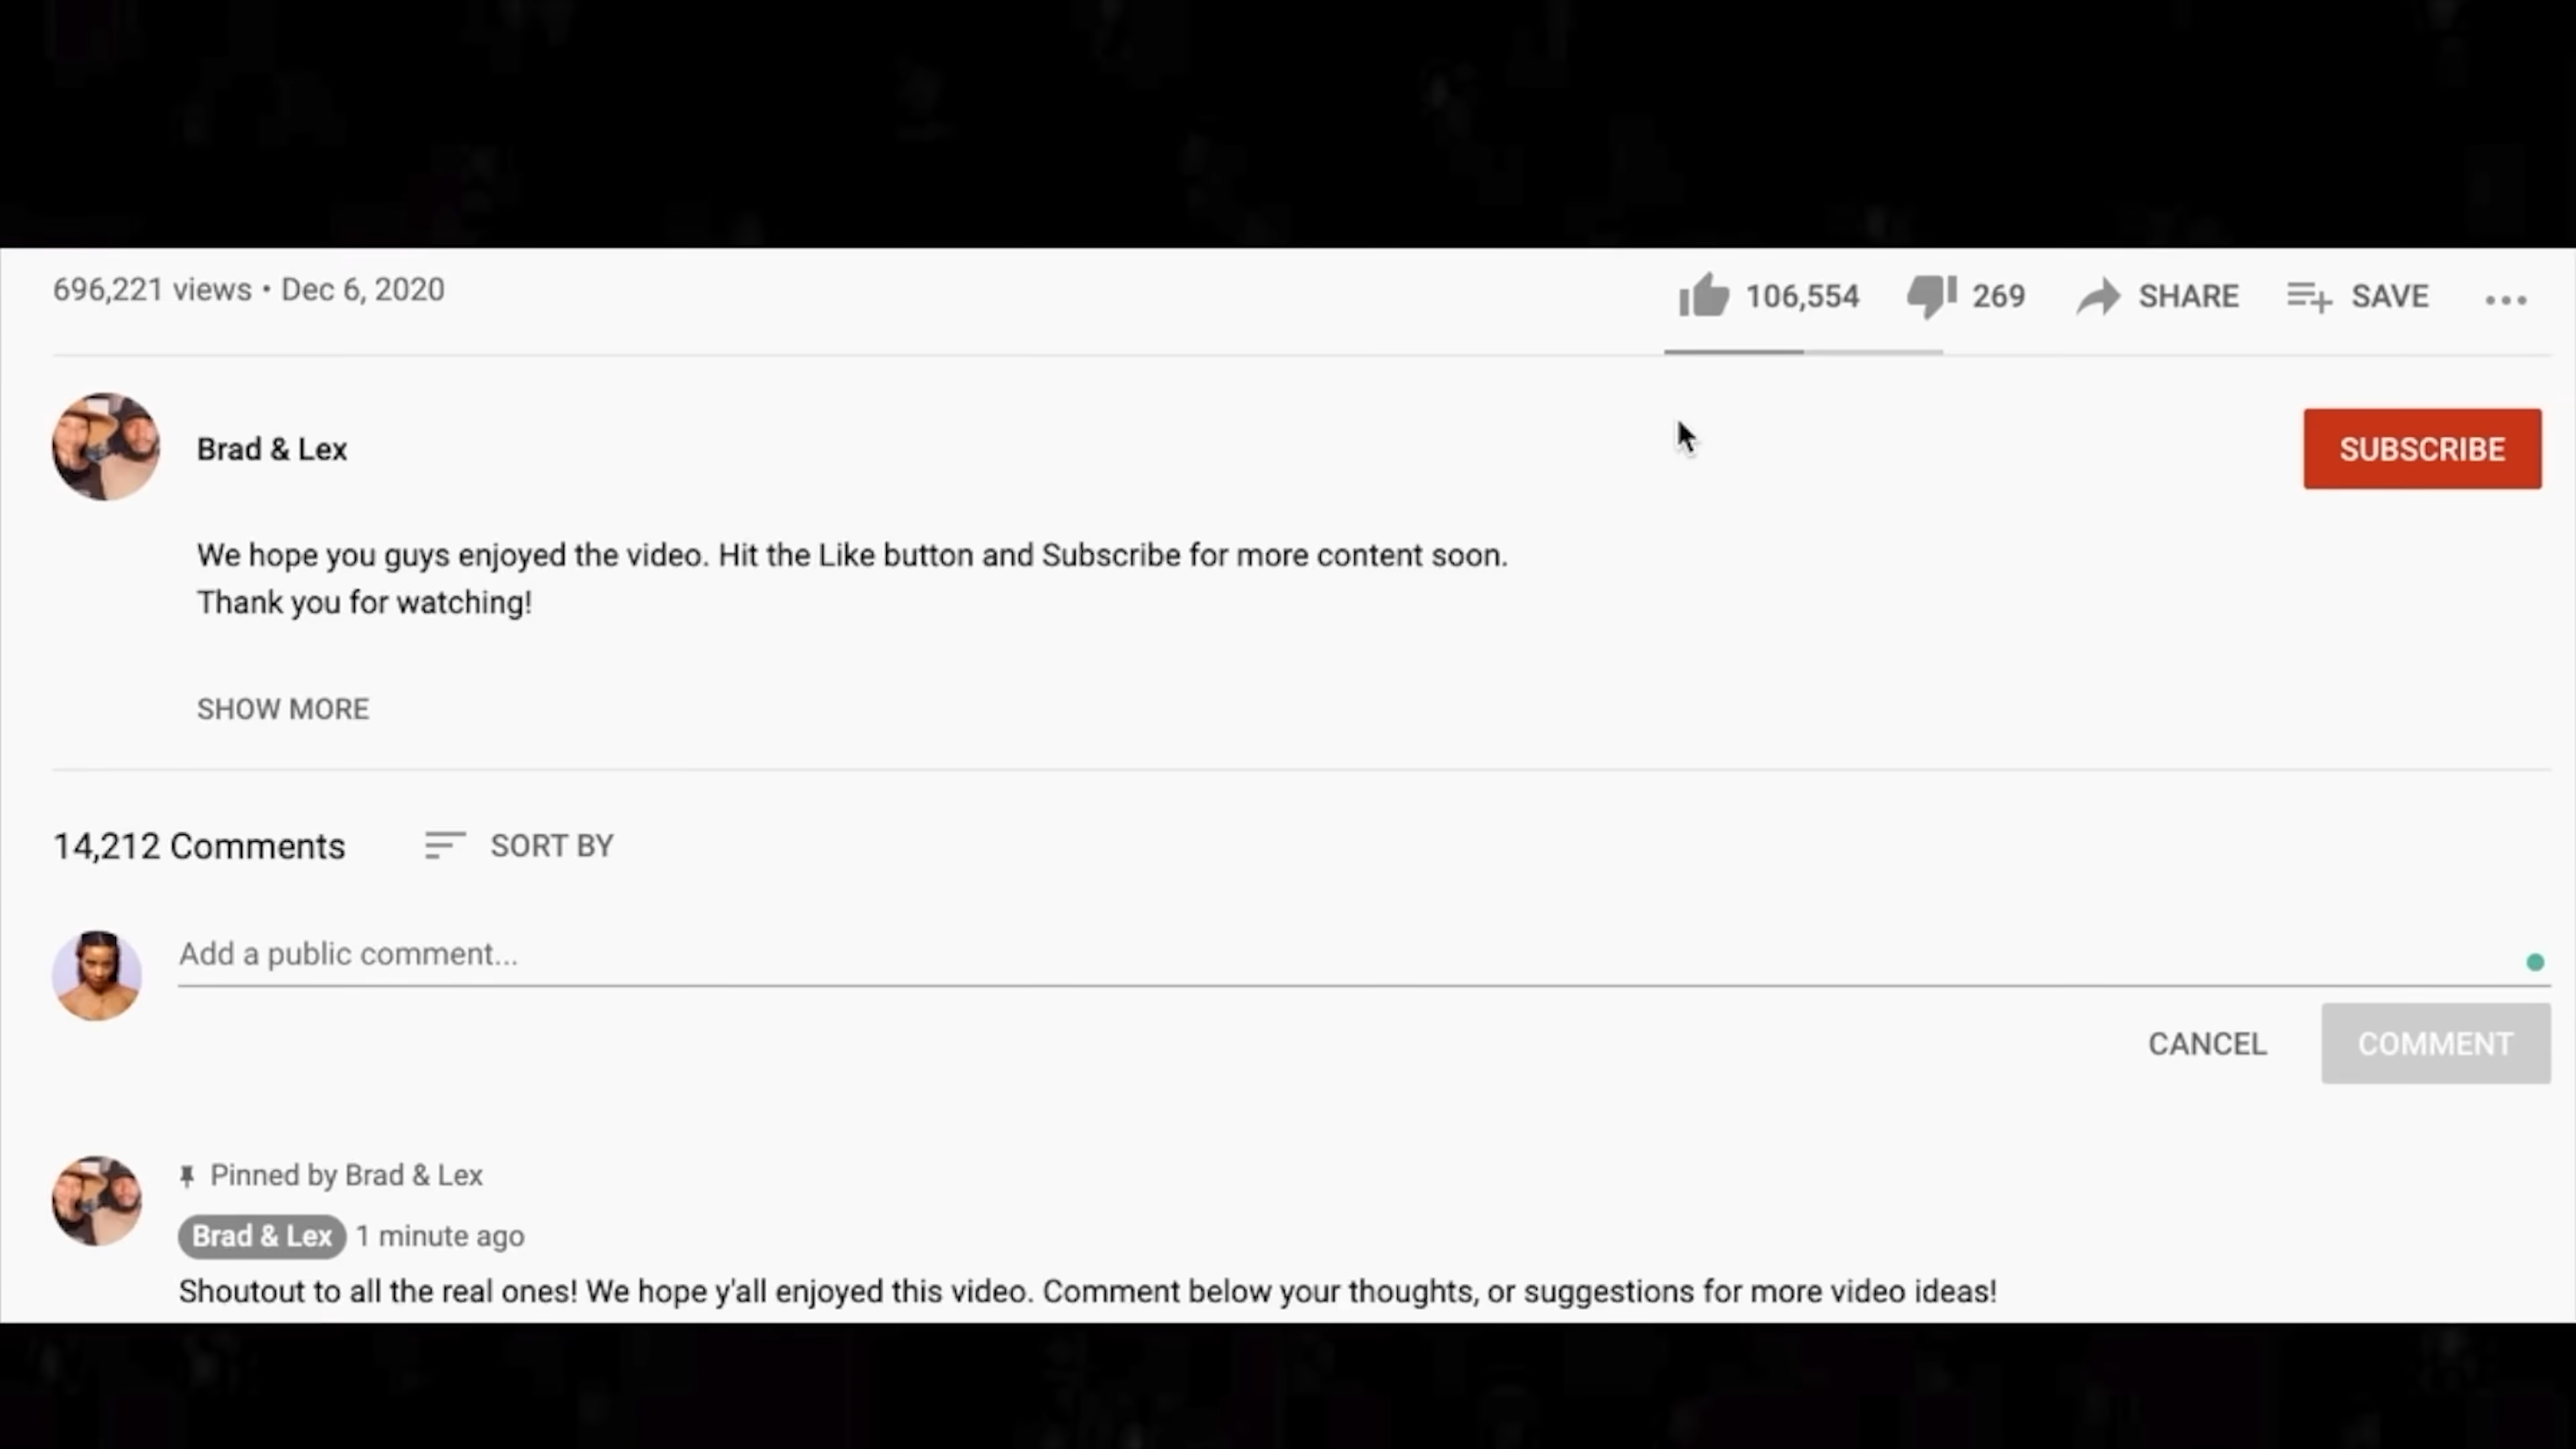 696,221 views • Dec 6, 2020
106,554 269 SHARE SAVE
Brad & Lex
SUBSCRIBE
We hope you guys enjoyed the video. Hit the Like button and Subscribe for more content soon.
Thank you for watching!
SHOW MORE
14,212 Comments SORT BY
Add a public comment...
CANCEL COMMENT
Pinned by Brad & Lex
Brad & Lex 1 minute ago
Shoutout to all the real ones! We hope y'all enjoyed this video. Comment below your thoughts, or suggestions for more video ideas!